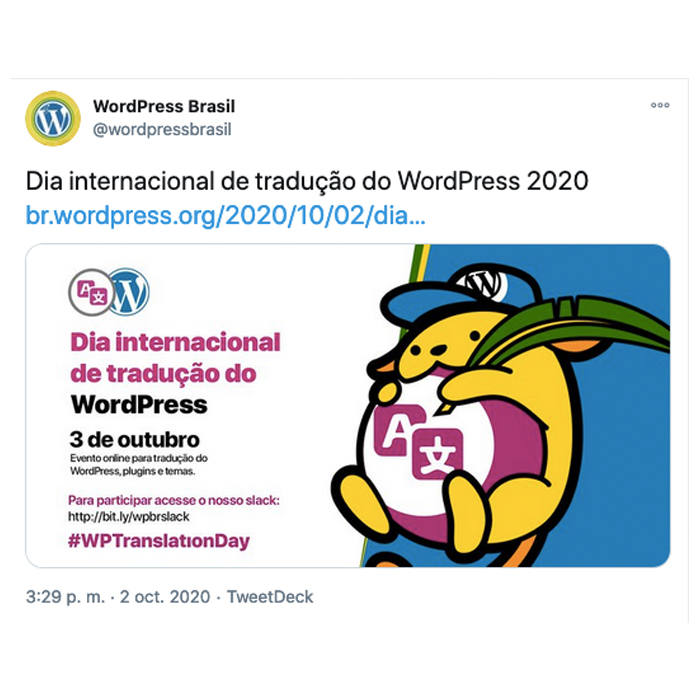 WordPress Brasil
@wordpressbrasil
Dia internacional de tradução do WordPress 2020
br.wordpress.org/2020/10/02/dia...
Dia internacional
de tradução do
WordPress
3 de outubro
Evento online para tradução do
WordPress, plugins e temas.
Para participar acesse o nosso slack:
http://bit.ly/wpbrslack
#WPTranslatıonDay
A 文
3:29 p. m. · 2 oct. 2020 · TweetDeck